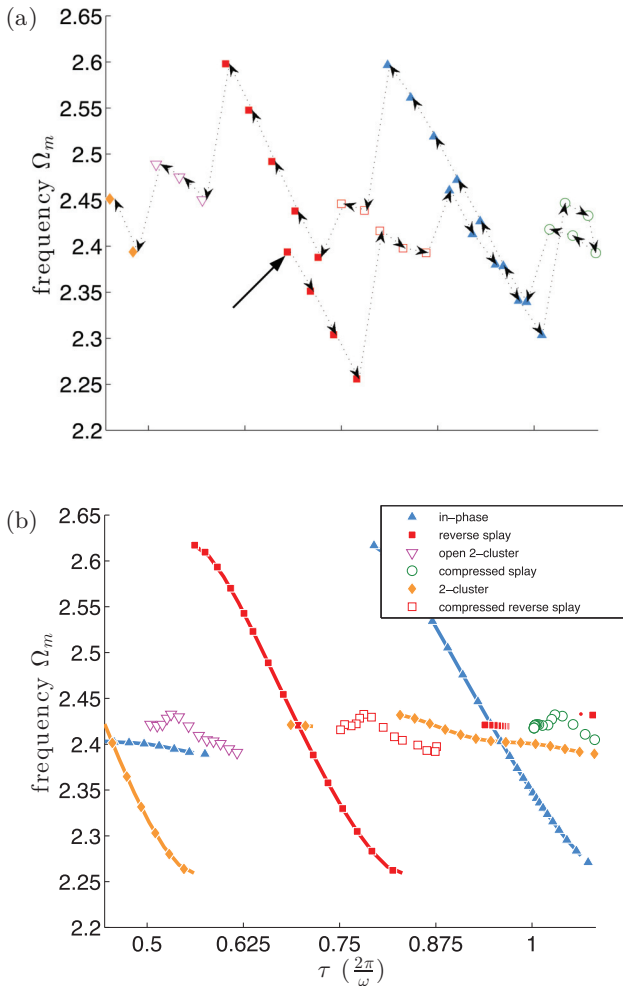 (a)
2.65
2.6
2.55
2.5
2.45
2.4
2.35
2.3
2.25
2.2
frequency Ωm
(b)
2.65
2.6
2.55
2.5
2.45
2.4
2.35
2.3
2.25
2.2
frequency Ωm
in−phase
reverse splay
open 2−cluster
compressed splay
2−cluster
compressed reverse splay
0.5 0.625 0.75 0.875 1
τ (2π/ω)